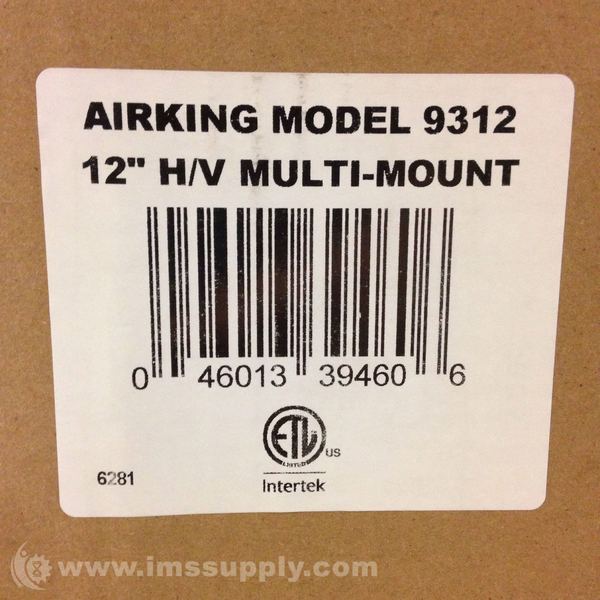 AIRKING MODEL 9312
12" H/V MULTI-MOUNT
0 46013 39460 6
ETL US
LISTED
Intertek
6281
www.imssupply.com